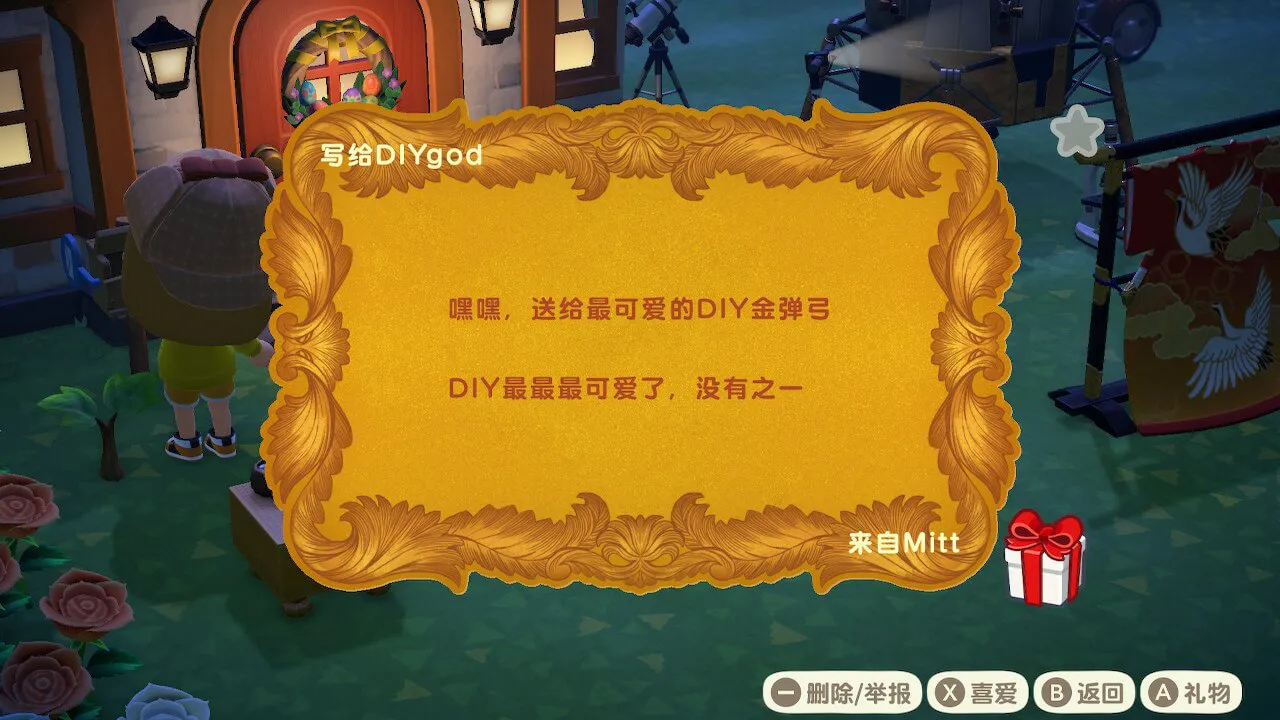 写给DIYgod
嘿嘿，送给最可爱的DIY金弹弓
DIY最最最可爱了，没有之一
来自Mitt
删除/举报 X 喜爱 B 返回 A 礼物